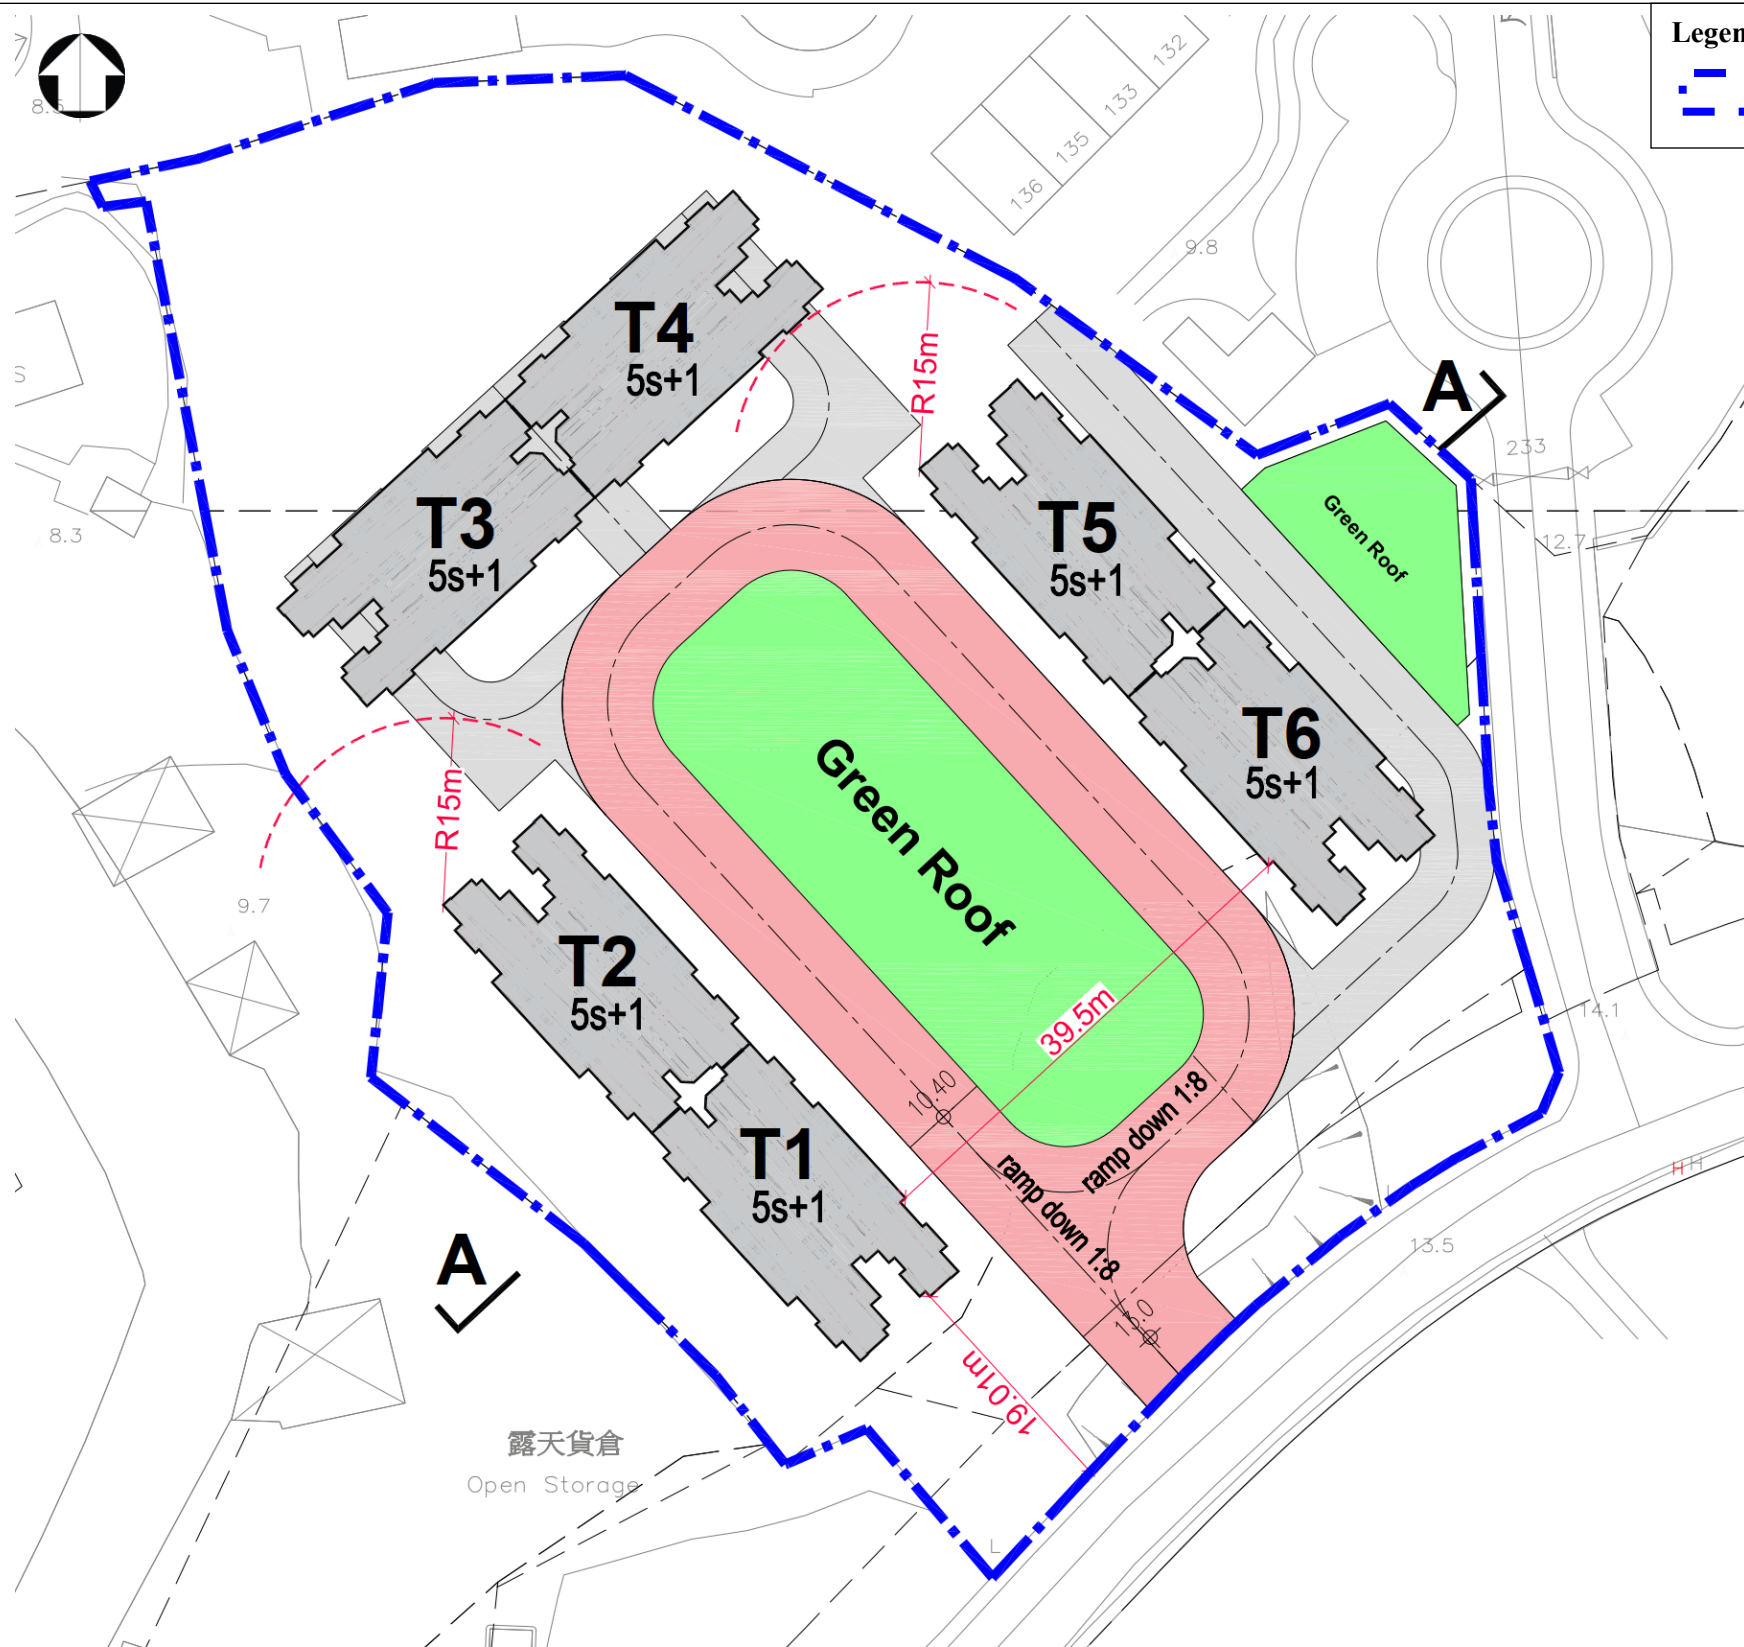 Legen
8.5
132
133
135
136
9.8
T4
5s+1
R15m
A
S
233
T3
5s+1
T5
5s+1
Green Roof
12.7
8.3
T6
5s+1
Green Roof
R15m
9.7
T2
5s+1
39.5m
14.1
10.40
ramp down 1:8
ramp down 1:8
T1
5s+1
H
H
13.5
A
19.01m
露天貨倉
Open Storage
L